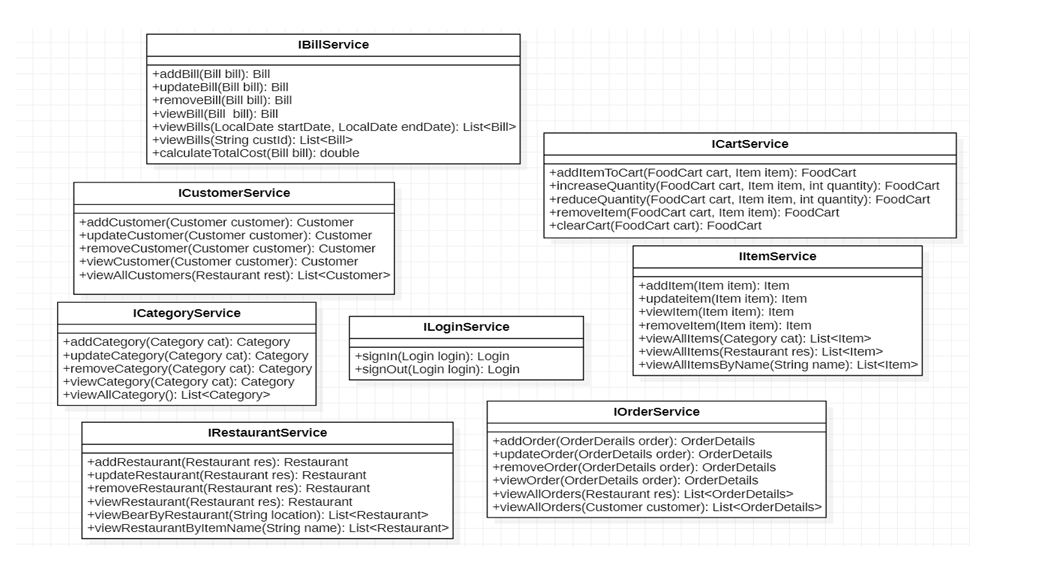 IBillService
+addBill(Bill bill): Bill
+updateBill(Bill bill): Bill
+removeBill(Bill bill): Bill
+viewBill(Bill  bill): Bill
+viewBills(LocalDate startDate, LocalDate endDate): List<Bill>
+viewBills(String custId): List<Bill>
+calculateTotalCost(Bill bill): double
ICartService
+addItemToCart(FoodCart cart, Item item): FoodCart
+increaseQuantity(FoodCart cart, Item item, int quantity): FoodCart
+reduceQuantity(FoodCart cart, Item item, int quantity): FoodCart
+removeItem(FoodCart cart, Item item): FoodCart
+clearCart(FoodCart cart): FoodCart
ICustomerService
+addCustomer(Customer customer): Customer
+updateCustomer(Customer customer): Customer
+removeCustomer(Customer customer): Customer
+viewCustomer(Customer customer): Customer
+viewAllCustomers(Restaurant rest): List<Customer>
IItemService
+addItem(Item item): Item
+updateitem(Item item): Item
+viewItem(Item item): Item
+removeItem(Item item): Item
+viewAllItems(Category cat): List<Item>
+viewAllItems(Restaurant res): List<Item>
+viewAllItemsByName(String name): List<Item>
ICategoryService
+addCategory(Category cat): Category
+updateCategory(Category cat): Category
+removeCategory(Category cat): Category
+viewCategory(Category cat): Category
+viewAllCategory(): List<Category>
ILoginService
+signIn(Login login): Login
+signOut(Login login): Login
IRestaurantService
+addRestaurant(Restaurant res): Restaurant
+updateRestaurant(Restaurant res): Restaurant
+removeRestaurant(Restaurant res): Restaurant
+viewRestaurant(Restaurant res): Restaurant
+viewBearByRestaurant(String location): List<Restaurant>
+viewRestaurantByItemName(String name): List<Restaurant>
IOrderService
+addOrder(OrderDerails order): OrderDetails
+updateOrder(OrderDetails order): OrderDetails
+removeOrder(OrderDetails order): OrderDetails
+viewOrder(OrderDetails order): OrderDetails
+viewAllOrders(Restaurant res): List<OrderDetails>
+viewAllOrders(Customer customer): List<OrderDetails>